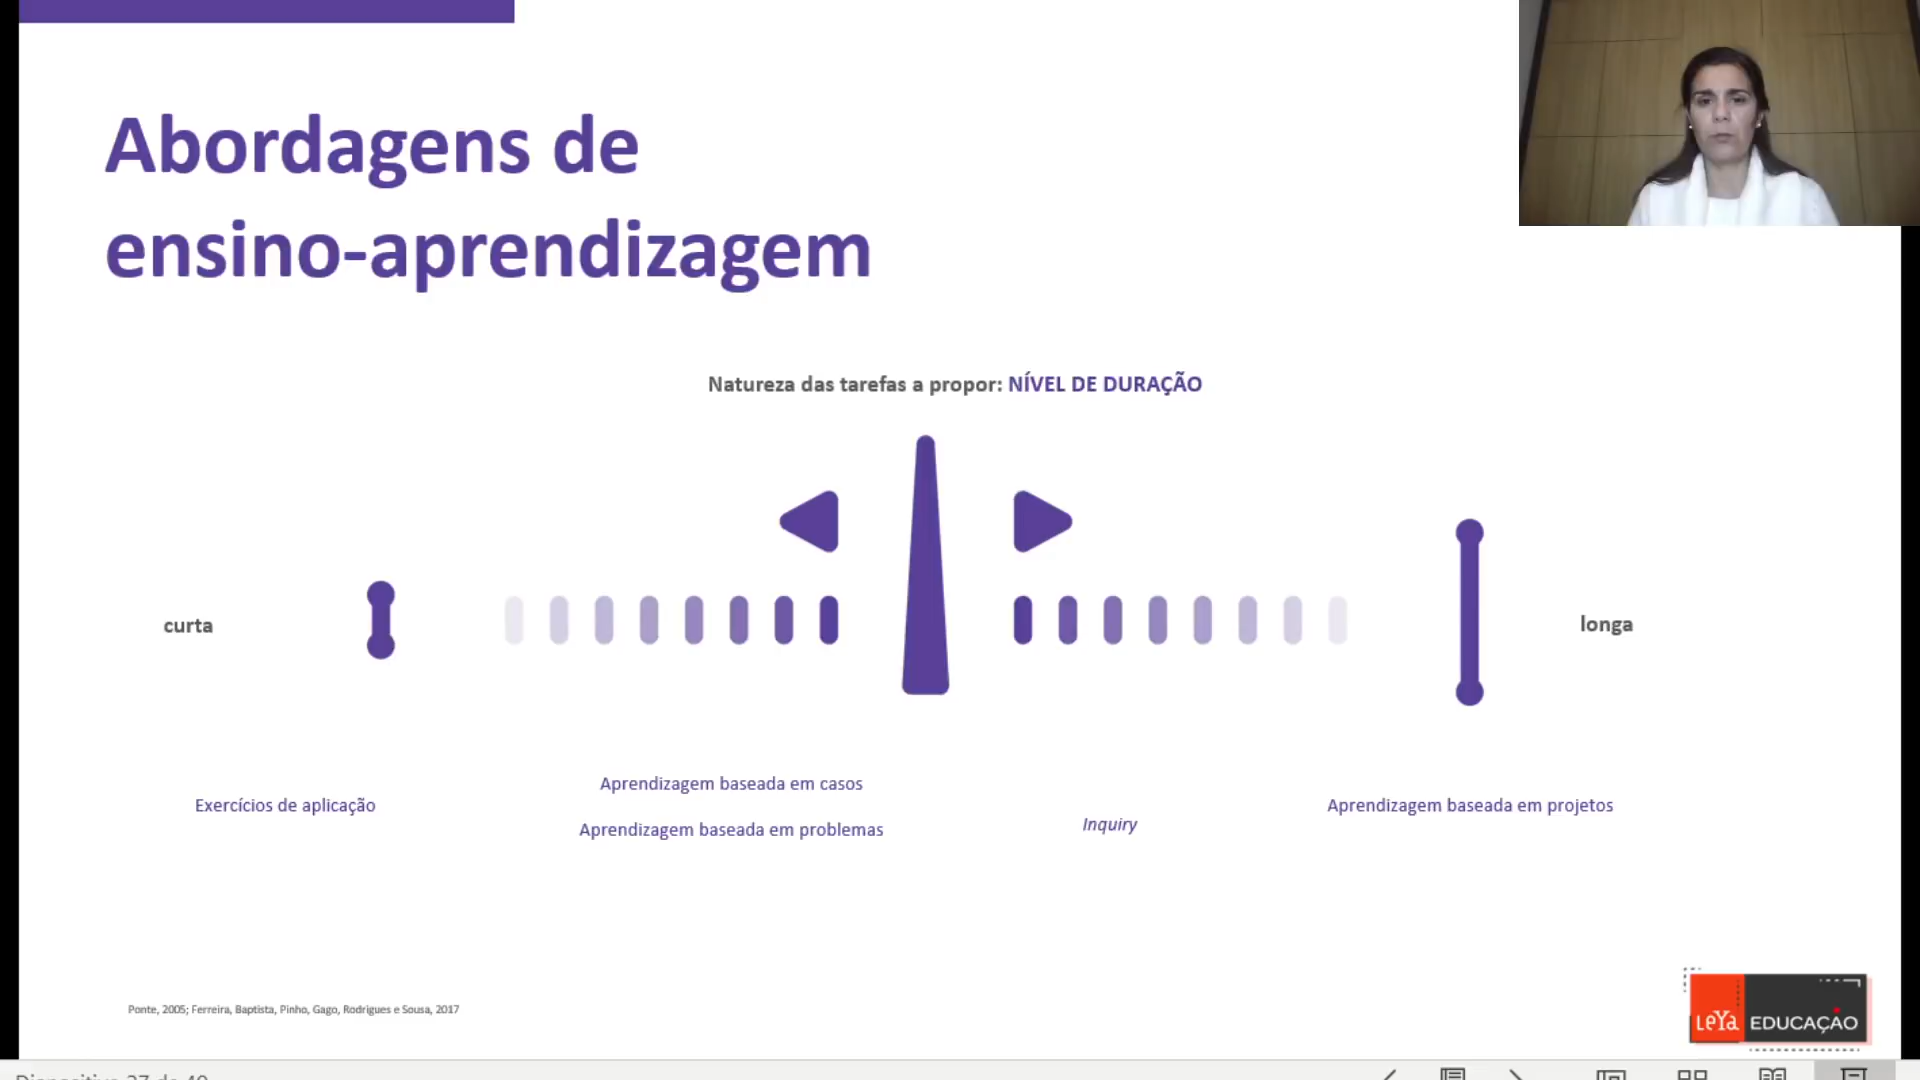 Abordagens de
ensino-aprendizagem
Natureza das tarefas a propor: NÍVEL DE DURAÇÃO
curta
longa
Exercícios de aplicação
Aprendizagem baseada em casos
Aprendizagem baseada em problemas
Inquiry
Aprendizagem baseada em projetos
Ponte, 2005; Ferreira, Baptista, Pinho, Gago, Rodrigues e Sousa, 2017
LeYa EDUCAÇÃO